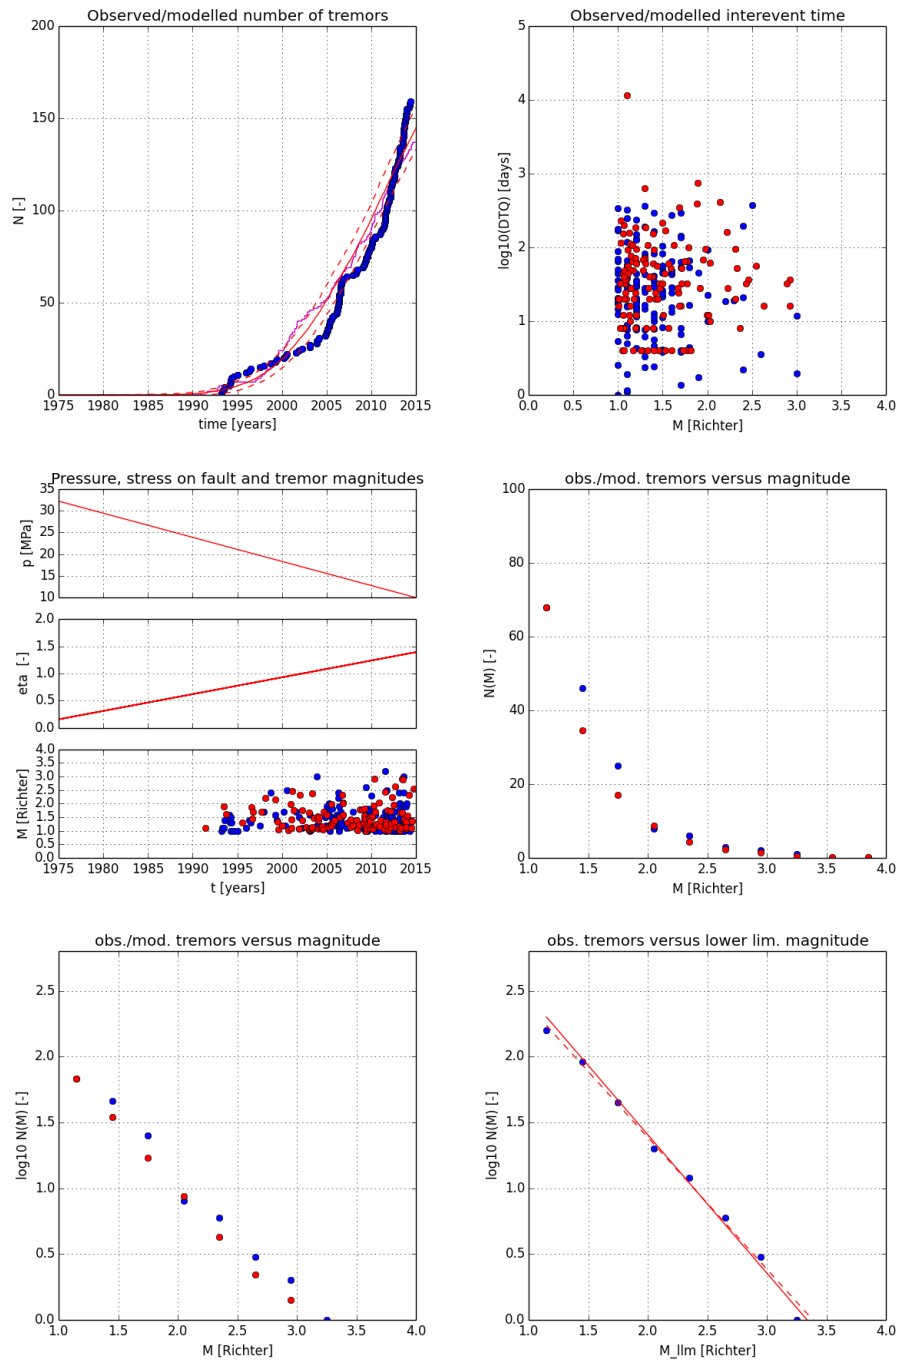 Observed/modelled number of tremors
200
150
100
50
0
N [-]
1975 1980 1985 1990 1995 2000 2005 2010 2015
time [years]
Observed/modelled interevent time
5
4
3
2
1
0
log10(DTQ) [days]
0.0 0.5 1.0 1.5 2.0 2.5 3.0 3.5 4.0
M [Richter]
Pressure, stress on fault and tremor magnitudes
35
30
25
20
15
10
p [MPa]
2.0
1.5
1.0
0.5
0.0
eta [-]
4.0
3.5
3.0
2.5
2.0
1.5
1.0
0.5
0.0
M [Richter]
1975 1980 1985 1990 1995 2000 2005 2010 2015
t [years]
obs./mod. tremors versus magnitude
100
80
60
40
20
0
N(M) [-]
1.0 1.5 2.0 2.5 3.0 3.5 4.0
M [Richter]
obs./mod. tremors versus magnitude
2.5
2.0
1.5
1.0
0.5
0.0
log10 N(M) [-]
1.0 1.5 2.0 2.5 3.0 3.5 4.0
M [Richter]
obs. tremors versus lower lim. magnitude
2.5
2.0
1.5
1.0
0.5
0.0
log10 N(M) [-]
1.0 1.5 2.0 2.5 3.0 3.5 4.0
M_llm [Richter]